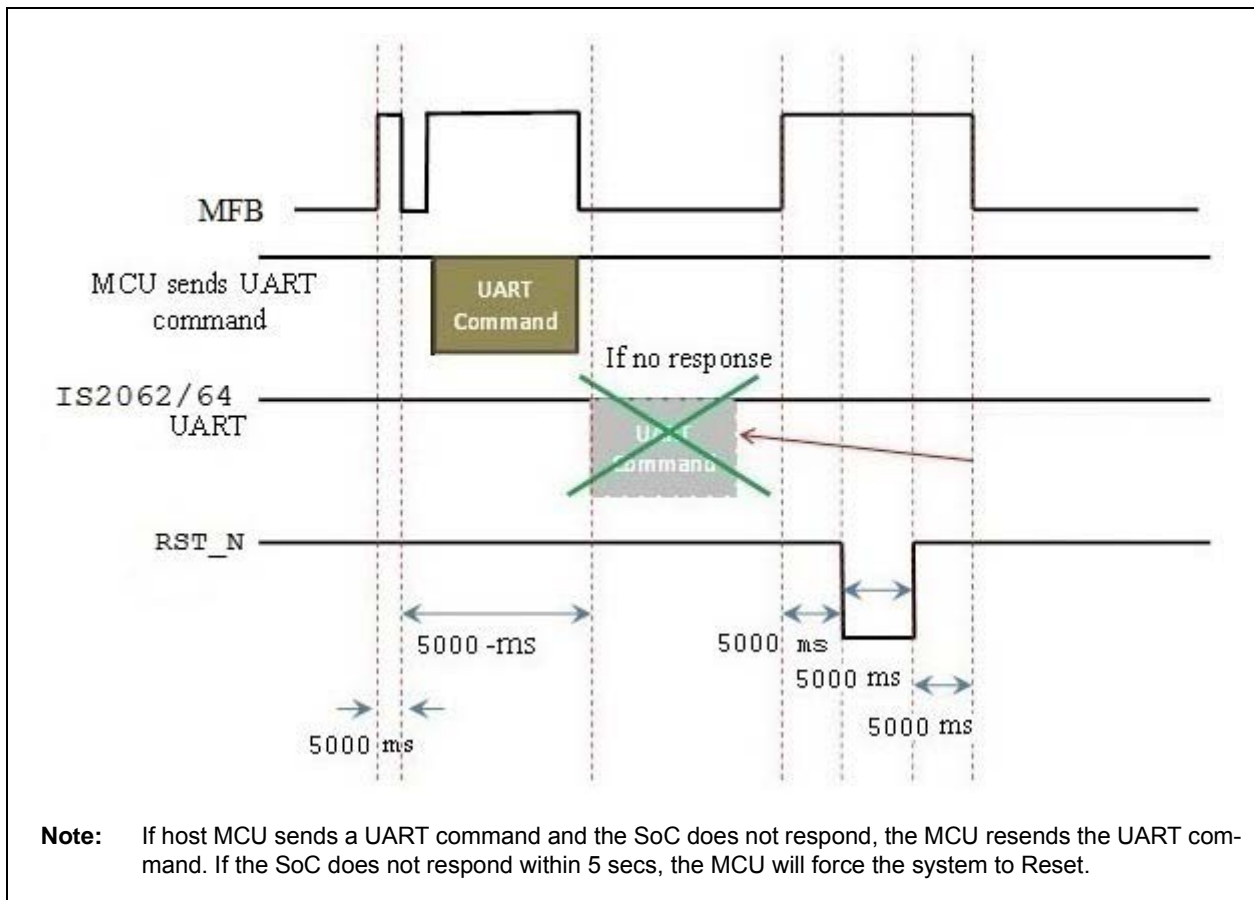 MFB
MCU sends UART
command
UART
Command
If no response
IS2062/64
UART
UART
Command
RST_N
5000 -ms
5000 ms
5000 ms
5000 ms
5000 ms
Note: If host MCU sends a UART command and the SoC does not respond, the MCU resends the UART com-
mand. If the SoC does not respond within 5 secs, the MCU will force the system to Reset.